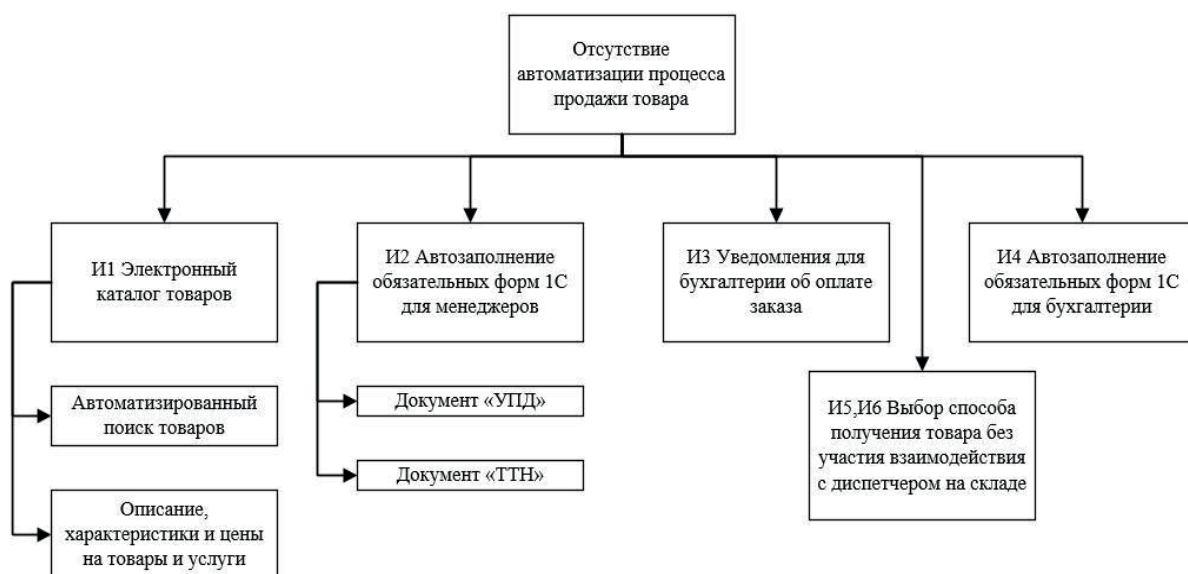 Отсутствие
автоматизации процесса
продажи товара
И1 Электронный
каталог товаров
И2 Автозаполнение
обязательных форм 1С
для менеджеров
И3 Уведомления для
бухгалтерии об оплате
заказа
И4 Автозаполнение
обязательных форм 1С
для бухгалтерии
Автоматизированный
поиск товаров
Описание,
характеристики и цены
на товары и услуги
Документ «УПД»
Документ «ТТН»
И5,И6 Выбор способа
получения товара без
участия взаимодействия
с диспетчером на складе